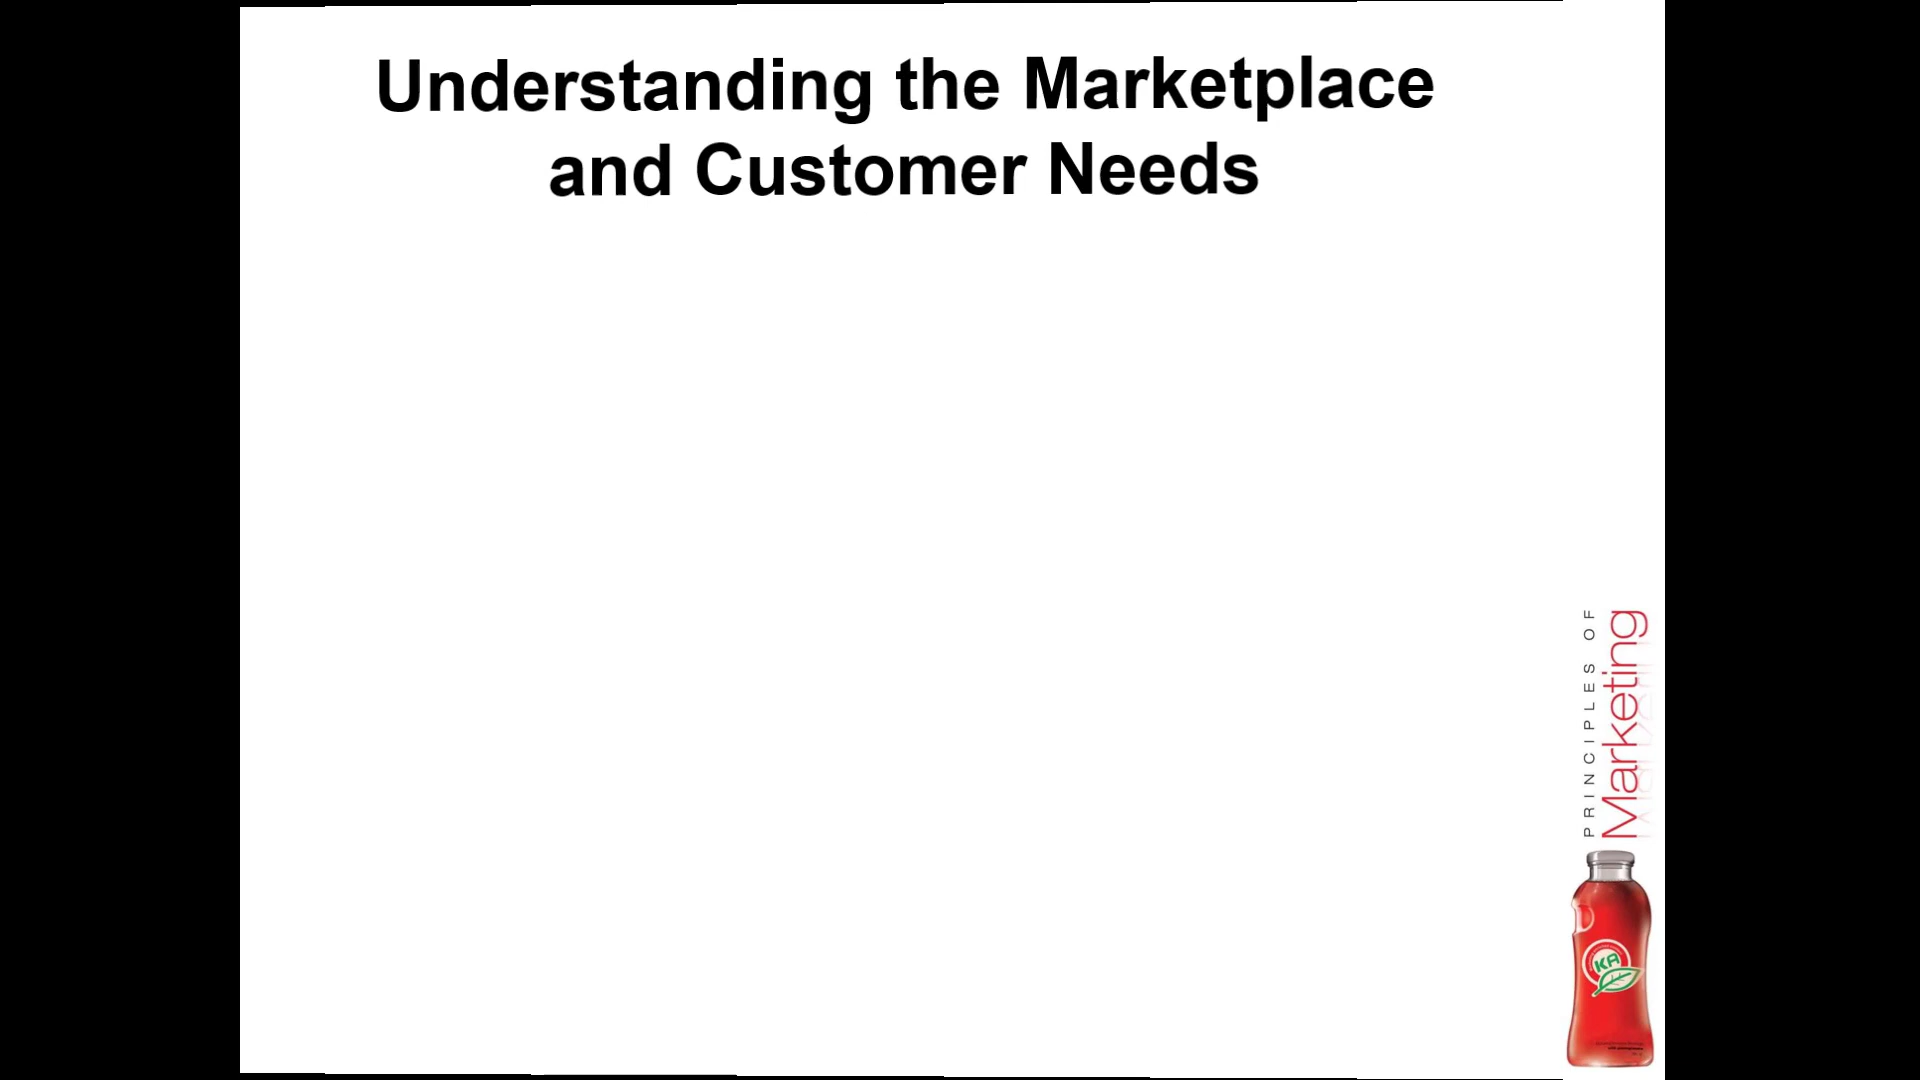 Understanding the Marketplace
and Customer Needs
PRINCIPLES OF
Marketing
KA